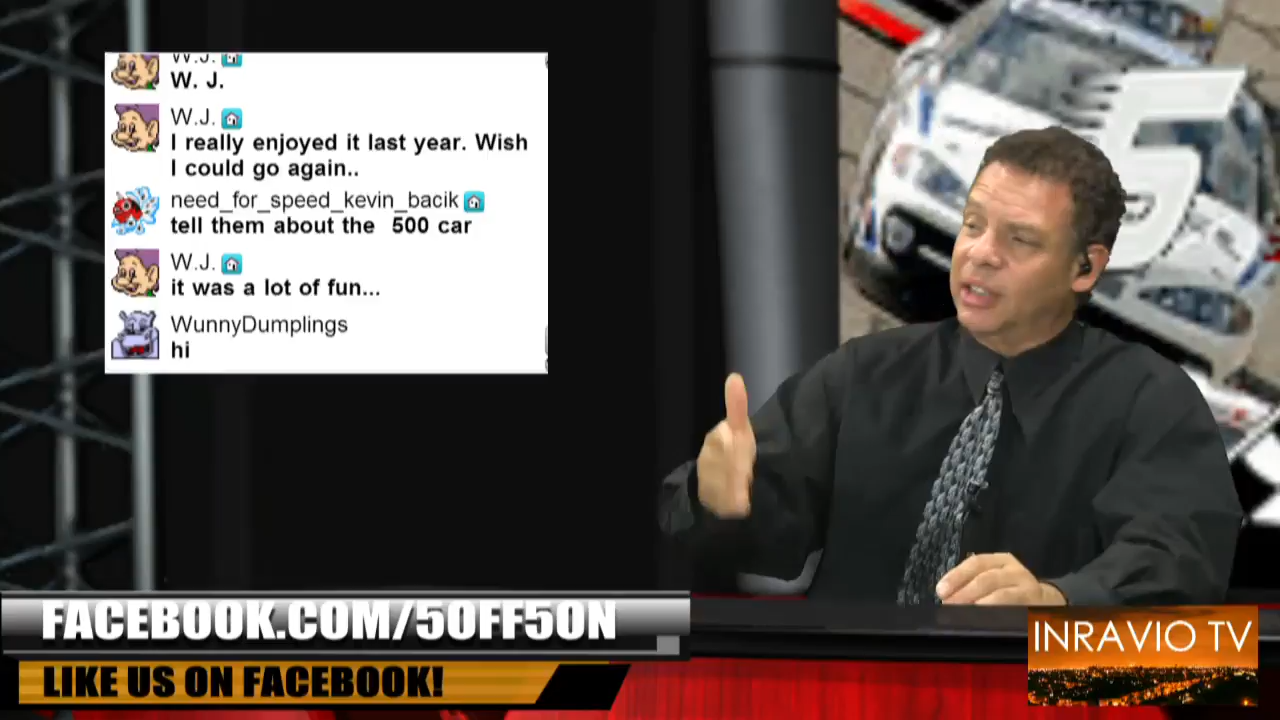 W.J.
W. J.
W.J.
I really enjoyed it last year. Wish
I could go again..
need_for_speed_kevin_bacik
tell them about the 500 car
W.J.
it was a lot of fun...
WunnyDumplings
hi
5
FACEBOOK.COM/5OFF5ON
LIKE US ON FACEBOOK!
INRAVIO TV